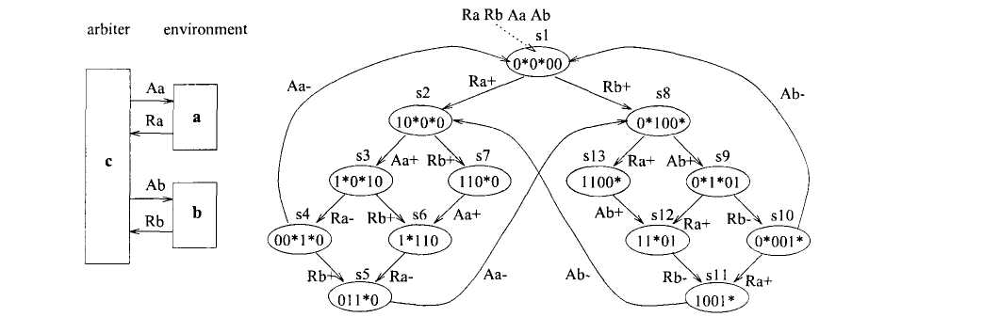 Ra Rb Aa Ab
arbiter environment
s1
0*0*00
Aa- Ra+ Rb+ Ab-
s2 s8
Aa
10*0*0 0*100*
Ra a
s3 Aa+ Rb+ s7 s13 Ra+ Ab+ s9
c
1*0*10 110*0 1100* 0*1*01
Ab
s4 Ra- Rb+ s6 Aa+ Ab+ s12 Ra+ Rb- s10
Rb b
00*1*0 1*110 11*01 0*001*
Rb+ s5 Ra- Aa- Ab- Rb- s11 Ra+
011*0 1001*